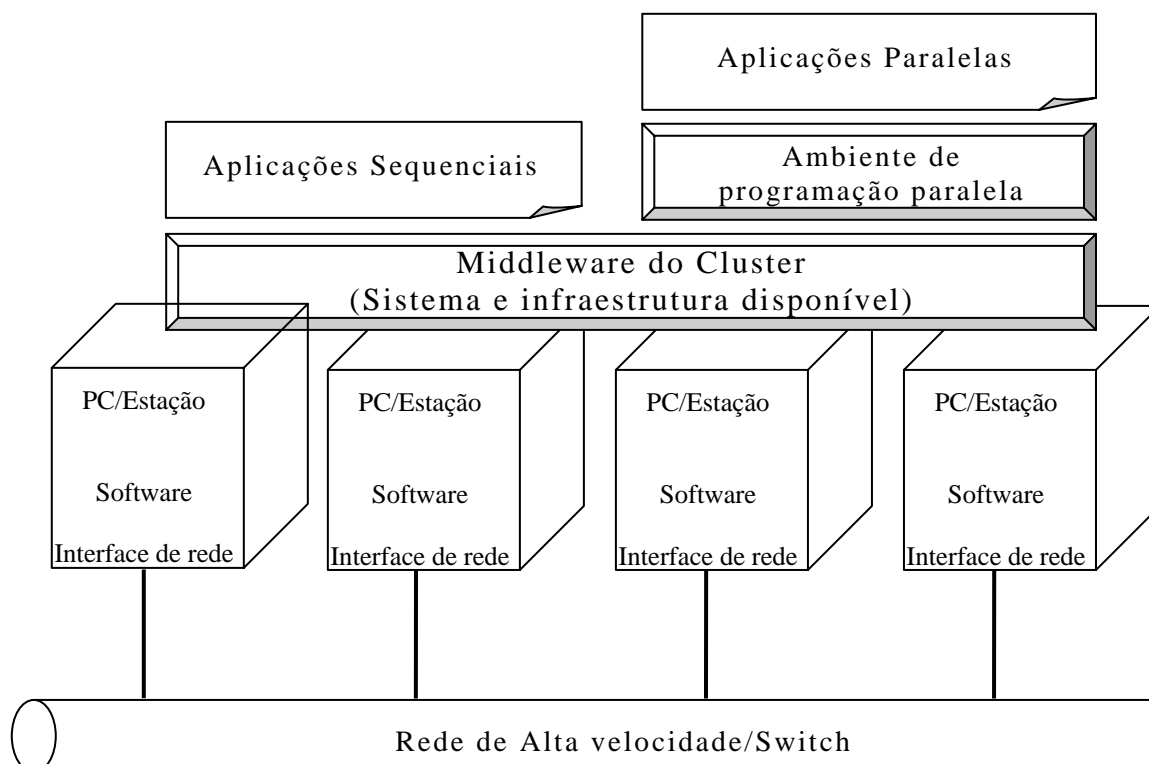 Aplicações Paralelas
Aplicações Sequenciais
Ambiente de
programação paralela
Middleware do Cluster
(Sistema e infraestrutura disponível)
PC/Estação
Software
Interface de rede
PC/Estação
Software
Interface de rede
PC/Estação
Software
Interface de rede
PC/Estação
Software
Interface de rede
Rede de Alta velocidade/Switch